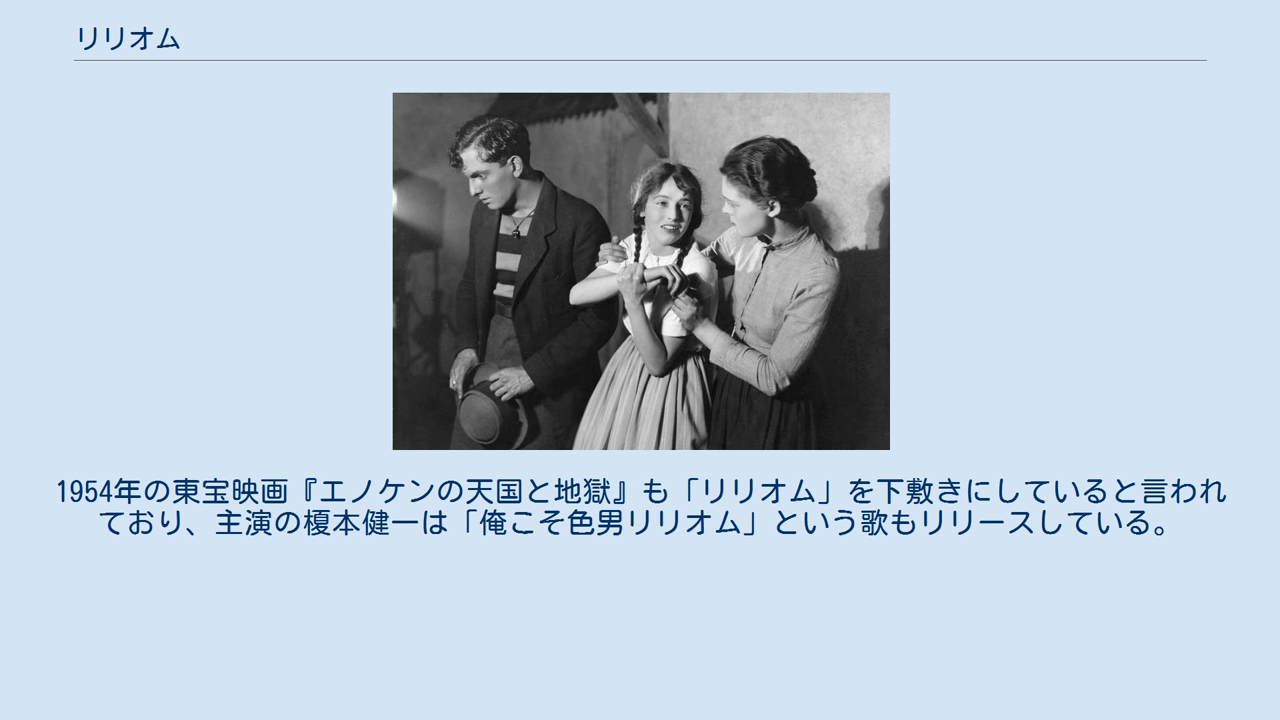 リリオム
1954年の東宝映画『エノケンの天国と地獄』も「リリオム」を下敷きにしていると言われ
ており、主演の榎本健一は「俺こそ色男リリオム」という歌もリリースしている。